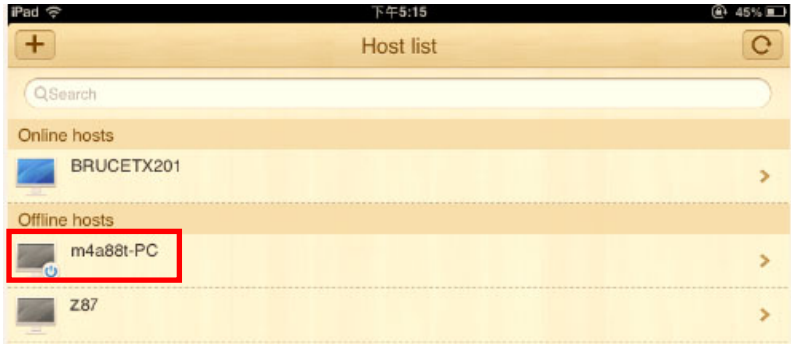 iPad 下午5:15 45%
Host list
Search
Online hosts
BRUCETX201
Offline hosts
m4a88t-PC
Z87